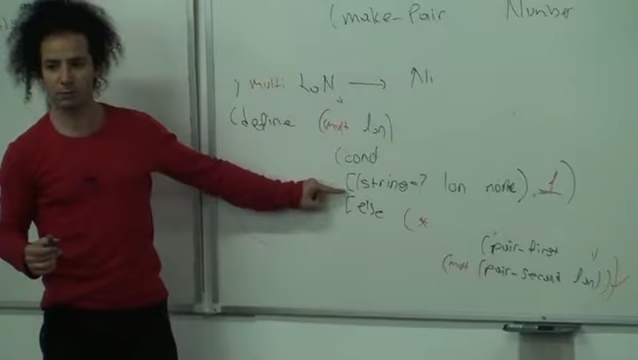 (make-Pair Number
; multi LoN → N
(define (mult lon)
(cond
[(string=? lon none) 1)
[else (*
(pair-first
(mult (pair-second lon))